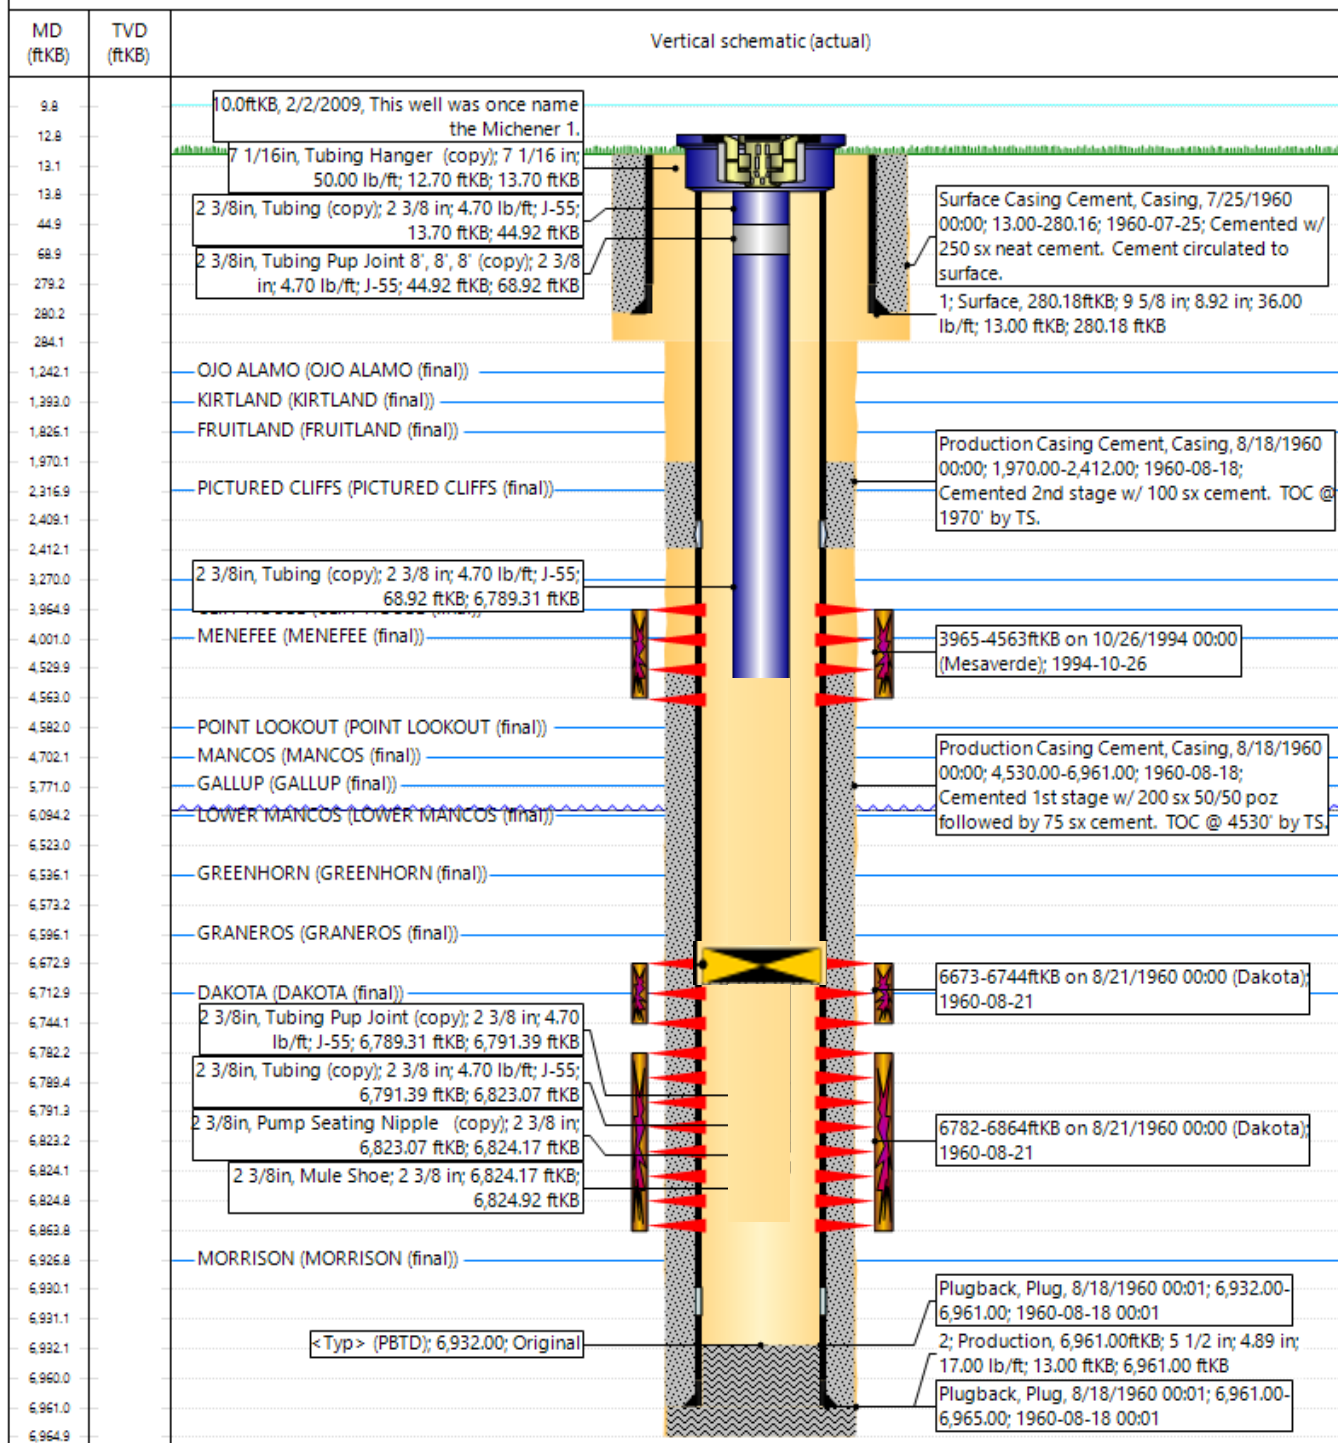 MD
(ftKB)
TVD
(ftKB)
Vertical schematic (actual)
9.8
12.8
13.1
13.8
44.9
68.9
279.2
280.2
284.1
1,242.1
1,393.0
1,826.1
1,970.1
2,316.9
2,409.1
2,412.1
3,270.0
3,964.9
4,001.0
4,529.9
4,563.0
4,582.0
4,702.1
5,771.0
6,094.2
6,523.0
6,536.1
6,573.2
6,596.1
6,672.9
6,712.9
6,744.1
6,782.2
6,789.4
6,791.3
6,823.2
6,824.1
6,824.8
6,863.8
6,926.8
6,930.1
6,931.1
6,932.1
6,960.0
6,961.0
6,964.9
10.0ftKB, 2/2/2009, This well was once name
the Michener 1.
7 1/16in, Tubing Hanger (copy); 7 1/16 in;
50.00 lb/ft; 12.70 ftKB; 13.70 ftKB
2 3/8in, Tubing (copy); 2 3/8 in; 4.70 lb/ft; J-55;
13.70 ftKB; 44.92 ftKB
2 3/8in, Tubing Pup Joint 8', 8', 8' (copy); 2 3/8
in; 4.70 lb/ft; J-55; 44.92 ftKB; 68.92 ftKB
OJO ALAMO (OJO ALAMO (final))
KIRTLAND (KIRTLAND (final))
FRUITLAND (FRUITLAND (final))
PICTURED CLIFFS (PICTURED CLIFFS (final))
2 3/8in, Tubing (copy); 2 3/8 in; 4.70 lb/ft; J-55;
68.92 ftKB; 6,789.31 ftKB
MENEFEE (MENEFEE (final))
POINT LOOKOUT (POINT LOOKOUT (final))
MANCOS (MANCOS (final))
GALLUP (GALLUP (final))
LOWER MANCOS (LOWER MANCOS (final))
GREENHORN (GREENHORN (final))
GRANEROS (GRANEROS (final))
DAKOTA (DAKOTA (final))
2 3/8in, Tubing Pup Joint (copy); 2 3/8 in; 4.70
lb/ft; J-55; 6,789.31 ftKB; 6,791.39 ftKB
2 3/8in, Tubing (copy); 2 3/8 in; 4.70 lb/ft; J-55;
6,791.39 ftKB; 6,823.07 ftKB
2 3/8in, Pump Seating Nipple (copy); 2 3/8 in;
6,823.07 ftKB; 6,824.17 ftKB
2 3/8in, Mule Shoe; 2 3/8 in; 6,824.17 ftKB;
6,824.92 ftKB
MORRISON (MORRISON (final))
<Typ> (PBTD); 6,932.00; Original
Surface Casing Cement, Casing, 7/25/1960
00:00; 13.00-280.16; 1960-07-25; Cemented w/
250 sx neat cement. Cement circulated to
surface.
1; Surface, 280.18ftKB; 9 5/8 in; 8.92 in; 36.00
lb/ft; 13.00 ftKB; 280.18 ftKB
Production Casing Cement, Casing, 8/18/1960
00:00; 1,970.00-2,412.00; 1960-08-18;
Cemented 2nd stage w/ 100 sx cement. TOC @
1970' by TS.
3965-4563ftKB on 10/26/1994 00:00
(Mesaverde); 1994-10-26
Production Casing Cement, Casing, 8/18/1960
00:00; 4,530.00-6,961.00; 1960-08-18;
Cemented 1st stage w/ 200 sx 50/50 poz
followed by 75 sx cement. TOC @ 4530' by TS.
6673-6744ftKB on 8/21/1960 00:00 (Dakota);
1960-08-21
6782-6864ftKB on 8/21/1960 00:00 (Dakota);
1960-08-21
Plugback, Plug, 8/18/1960 00:01; 6,932.00-
6,961.00; 1960-08-18 00:01
2; Production, 6,961.00ftKB; 5 1/2 in; 4.89 in;
17.00 lb/ft; 13.00 ftKB; 6,961.00 ftKB
Plugback, Plug, 8/18/1960 00:01; 6,961.00-
6,965.00; 1960-08-18 00:01